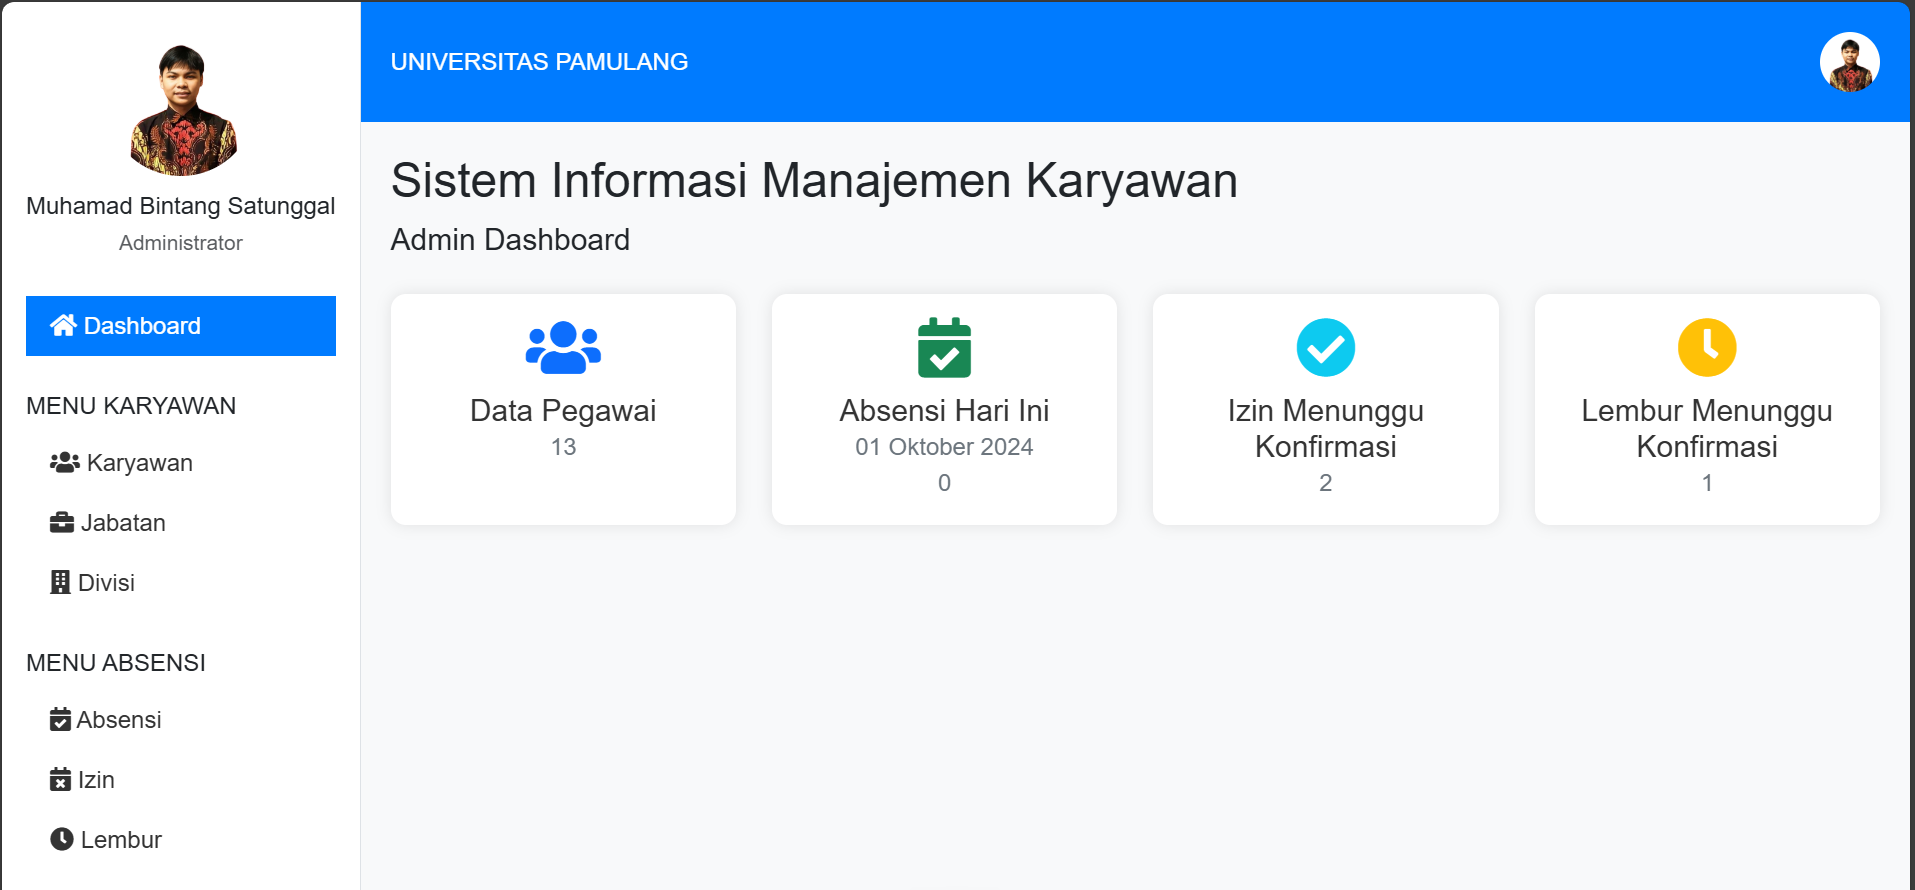 Muhamad Bintang Satunggal
Administrator
Dashboard
MENU KARYAWAN
Karyawan
Jabatan
Divisi
MENU ABSENSI
Absensi
Izin
Lembur
UNIVERSITAS PAMULANG
Sistem Informasi Manajemen Karyawan
Admin Dashboard
Data Pegawai
13
Absensi Hari Ini
01 Oktober 2024
0
Izin Menunggu
Konfirmasi
2
Lembur Menunggu
Konfirmasi
1